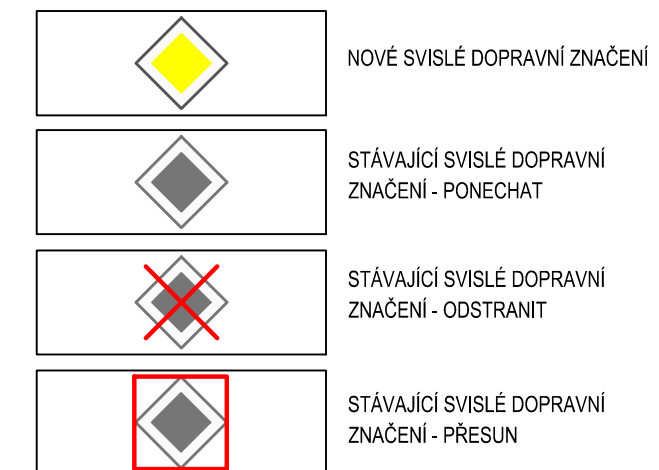 NOVÉ SVISLÉ DOPRAVNÍ ZNAČENÍ
STÁVAJÍCÍ SVISLÉ DOPRAVNÍ
ZNAČENÍ - PONECHAT
STÁVAJÍCÍ SVISLÉ DOPRAVNÍ
ZNAČENÍ - ODSTRANIT
STÁVAJÍCÍ SVISLÉ DOPRAVNÍ
ZNAČENÍ - PŘESUN